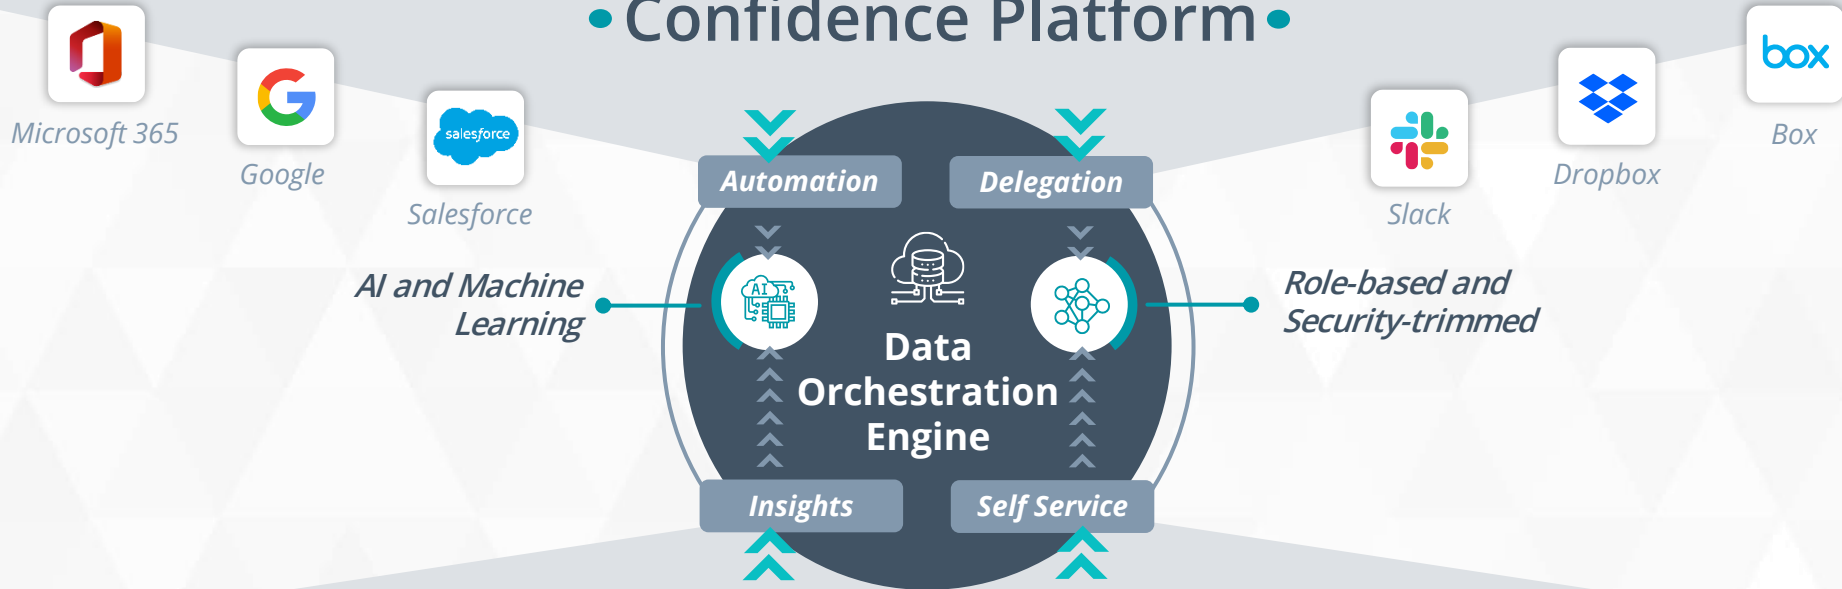 Confidence Platform
Microsoft 365
Google
salesforce
Salesforce
Slack
Dropbox
box
Box
Automation
Delegation
AI and Machine
Learning
AI
Role-based and
Security-trimmed
Data
Orchestration
Engine
Insights
Self Service